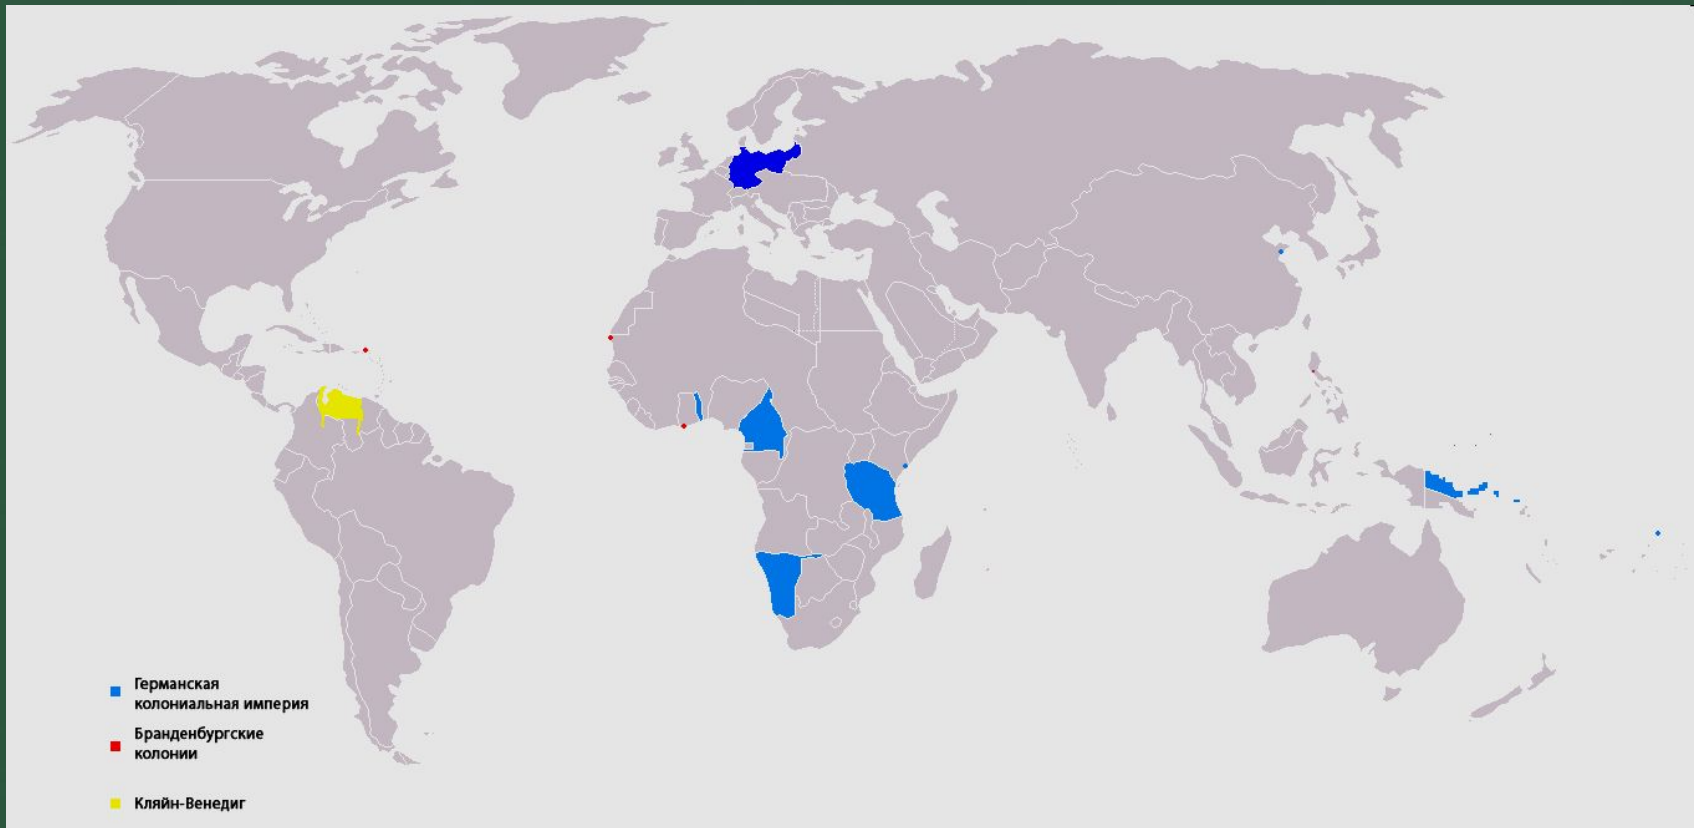 Германская
колониальная империя
Бранденбургские
колонии
Кляйн-Венедиг